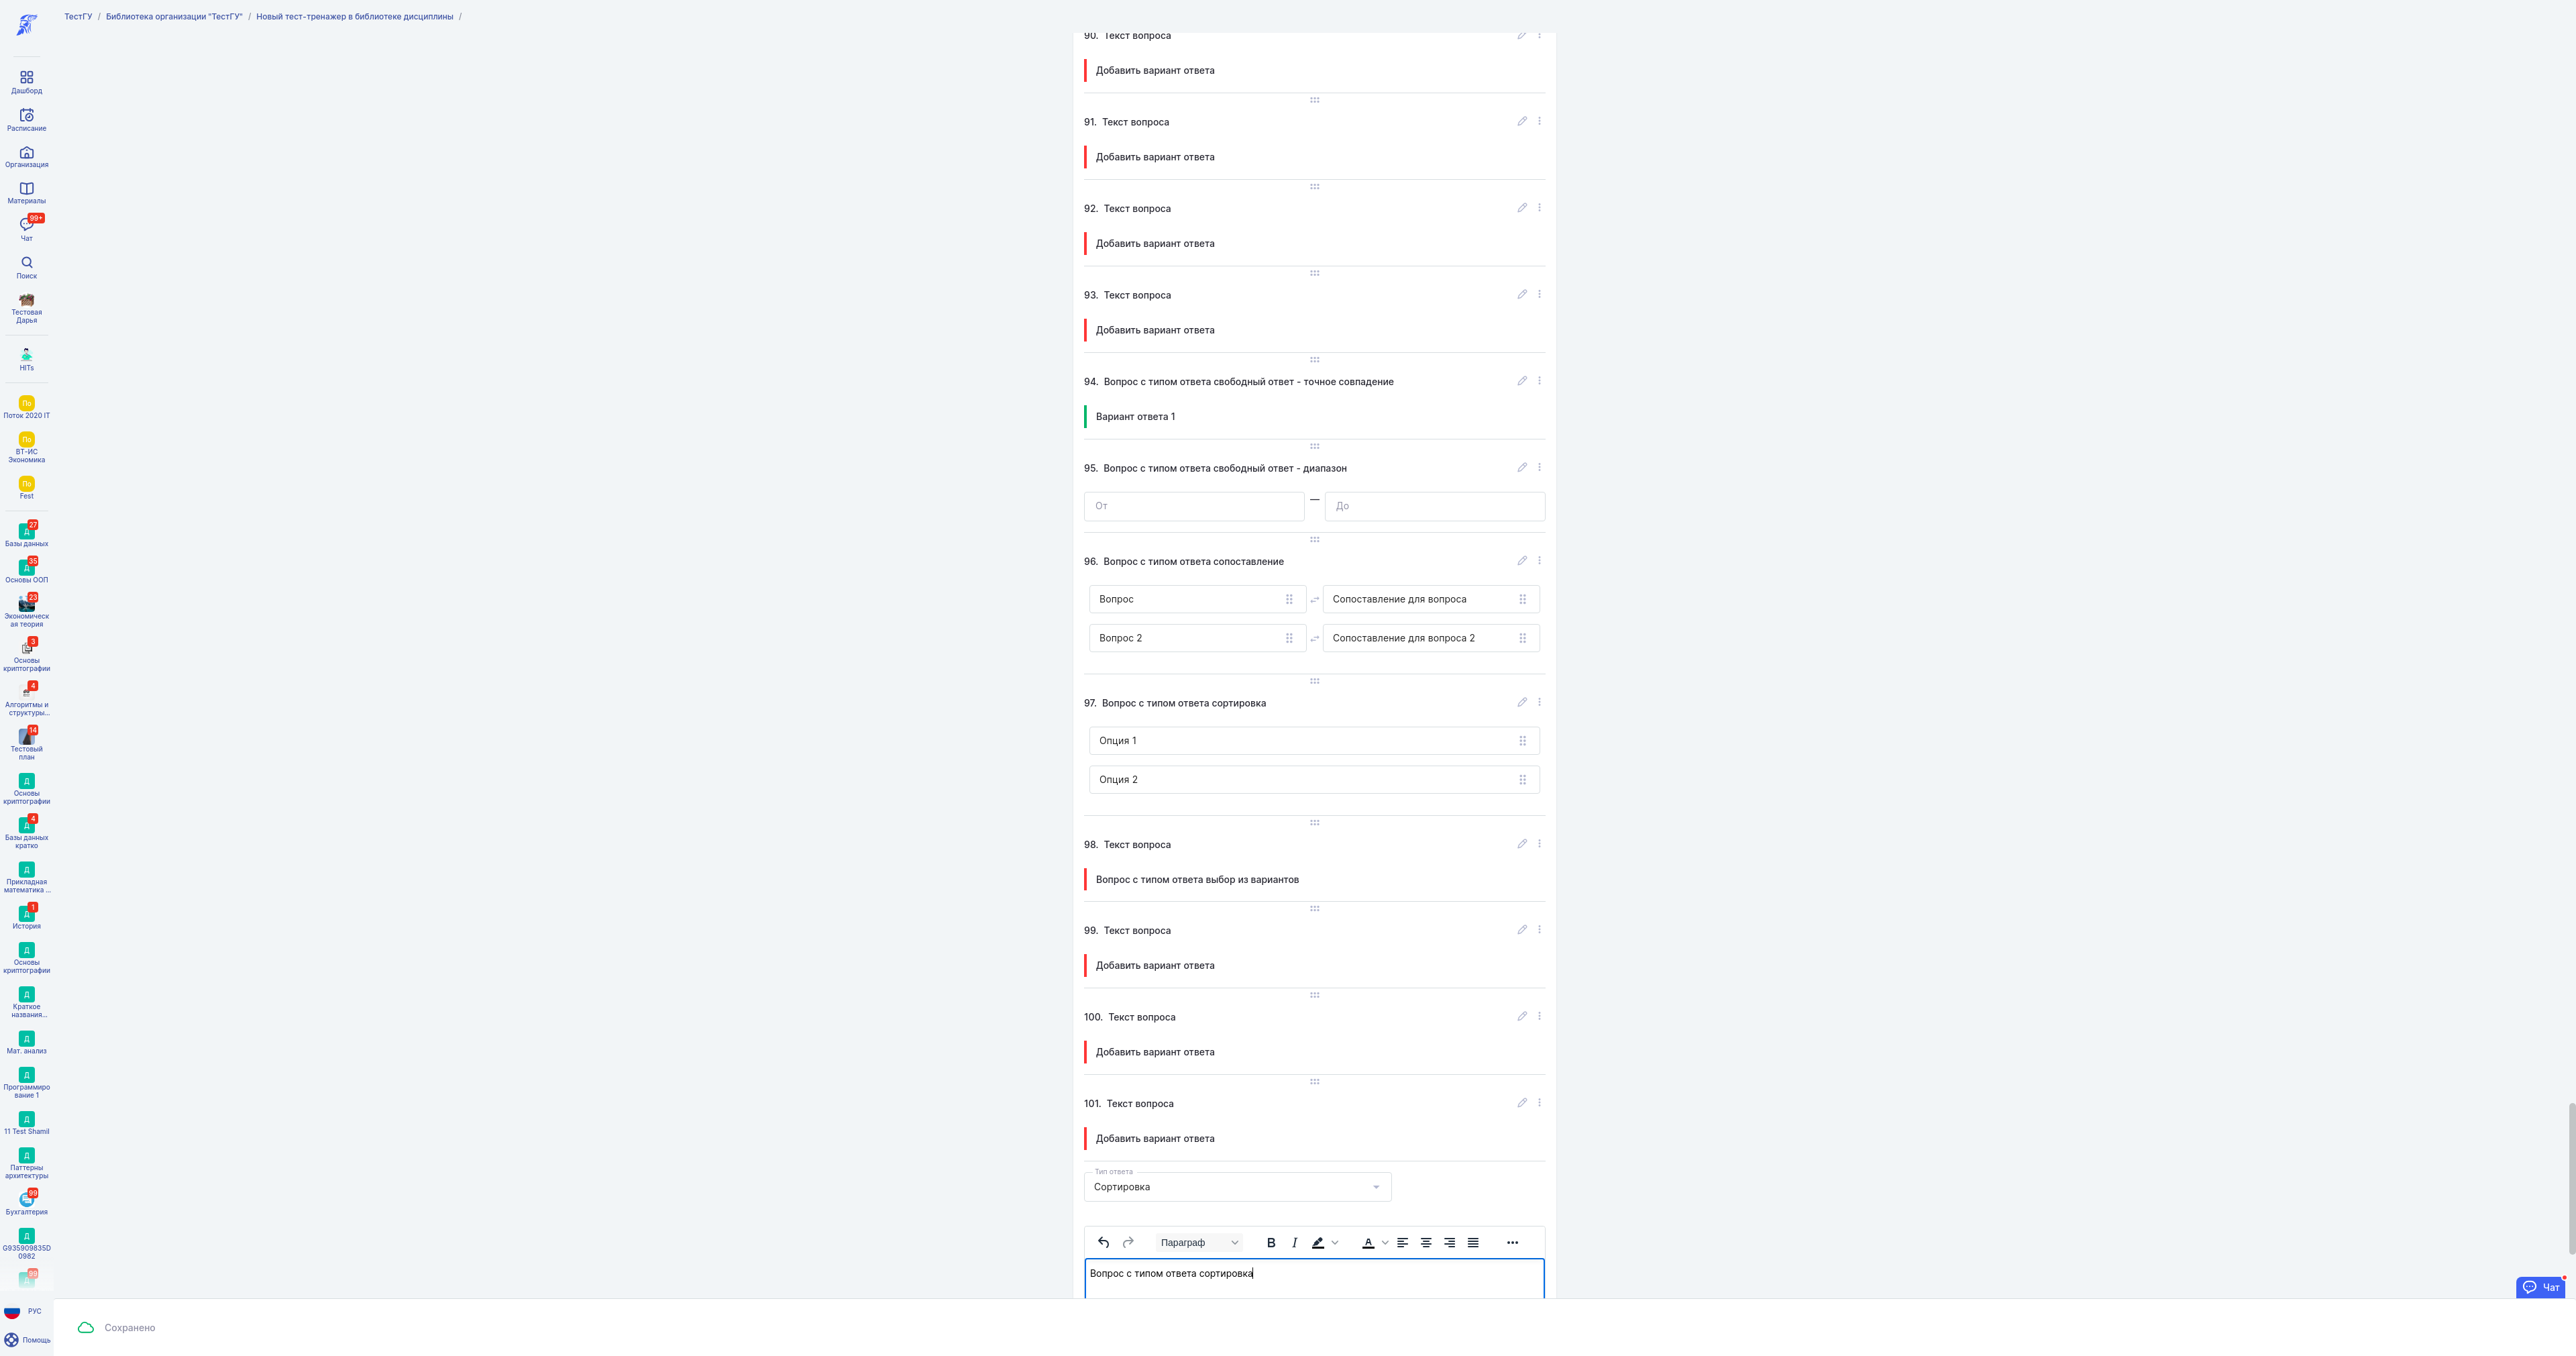 ТестГУ / Библиотека организации "ТестГУ" / Новый тест-тренажер в библиотеке дисциплины /
Дашборд
Расписание
Организация
Материалы
99+
Чат
Поиск
Тестовая
Дарья
HITs
По
Поток 2020 IT
По
ВТ-ИС
Экономика
По
Fest
27
Д
Базы данных
35
Д
Основы ООП
23
Экономическ
ая теория
3
Основы
криптографии
4
Алгоритмы и
структуры...
14
Тестовый
план
Д
Основы
криптографии
4
Д
Базы данных
кратко
Д
Прикладная
математика ...
1
Д
История
Д
Основы
криптографии
Д
Краткое
названия...
Д
Мат. анализ
Д
Программиро
вание 1
Д
11 Test Shamil
Д
Паттерны
архитектуры
99
Бухгалтерия
Д
G935909835D
0982
99
Д
РУС
Помощь
90. Текст вопроса
Добавить вариант ответа
91. Текст вопроса
Добавить вариант ответа
92. Текст вопроса
Добавить вариант ответа
93. Текст вопроса
Добавить вариант ответа
94. Вопрос с типом ответа свободный ответ - точное совпадение
Вариант ответа 1
95. Вопрос с типом ответа свободный ответ - диапазон
От — До
96. Вопрос с типом ответа сопоставление
Вопрос Сопоставление для вопроса
Вопрос 2 Сопоставление для вопроса 2
97. Вопрос с типом ответа сортировка
Опция 1
Опция 2
98. Текст вопроса
Вопрос с типом ответа выбор из вариантов
99. Текст вопроса
Добавить вариант ответа
100. Текст вопроса
Добавить вариант ответа
101. Текст вопроса
Добавить вариант ответа
Тип ответа
Сортировка
Параграф B I A
Вопрос с типом ответа сортировка
Чат
Сохранено